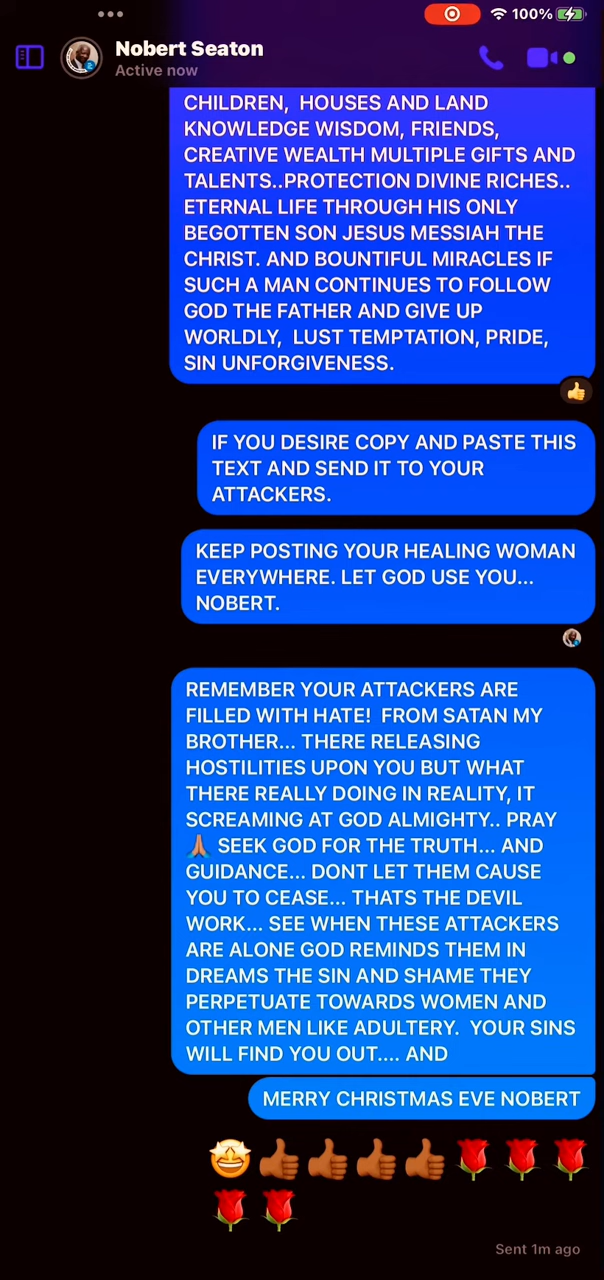 100%
Nobert Seaton
Active now
CHILDREN,  HOUSES AND LAND
KNOWLEDGE WISDOM, FRIENDS,
CREATIVE WEALTH MULTIPLE GIFTS AND
TALENTS..PROTECTION DIVINE RICHES..
ETERNAL LIFE THROUGH HIS ONLY
BEGOTTEN SON JESUS MESSIAH THE
CHRIST. AND BOUNTIFUL MIRACLES IF
SUCH A MAN CONTINUES TO FOLLOW
GOD THE FATHER AND GIVE UP
WORLDLY,  LUST TEMPTATION, PRIDE,
SIN UNFORGIVENESS.
👍
IF YOU DESIRE COPY AND PASTE THIS
TEXT AND SEND IT TO YOUR
ATTACKERS.
KEEP POSTING YOUR HEALING WOMAN
EVERYWHERE. LET GOD USE YOU...
NOBERT.
REMEMBER YOUR ATTACKERS ARE
FILLED WITH HATE!  FROM SATAN MY
BROTHER... THERE RELEASING
HOSTILITIES UPON YOU BUT WHAT
THERE REALLY DOING IN REALITY, IT
SCREAMING AT GOD ALMIGHTY.. PRAY
🙏🏽 SEEK GOD FOR THE TRUTH... AND
GUIDANCE... DONT LET THEM CAUSE
YOU TO CEASE... THATS THE DEVIL
WORK... SEE WHEN THESE ATTACKERS
ARE ALONE GOD REMINDS THEM IN
DREAMS THE SIN AND SHAME THEY
PERPETUATE TOWARDS WOMEN AND
OTHER MEN LIKE ADULTERY.  YOUR SINS
WILL FIND YOU OUT.... AND
MERRY CHRISTMAS EVE NOBERT
🤩👍🏾👍🏾👍🏾👍🏾🌹🌹🌹
🌹🌹
Sent 1m ago